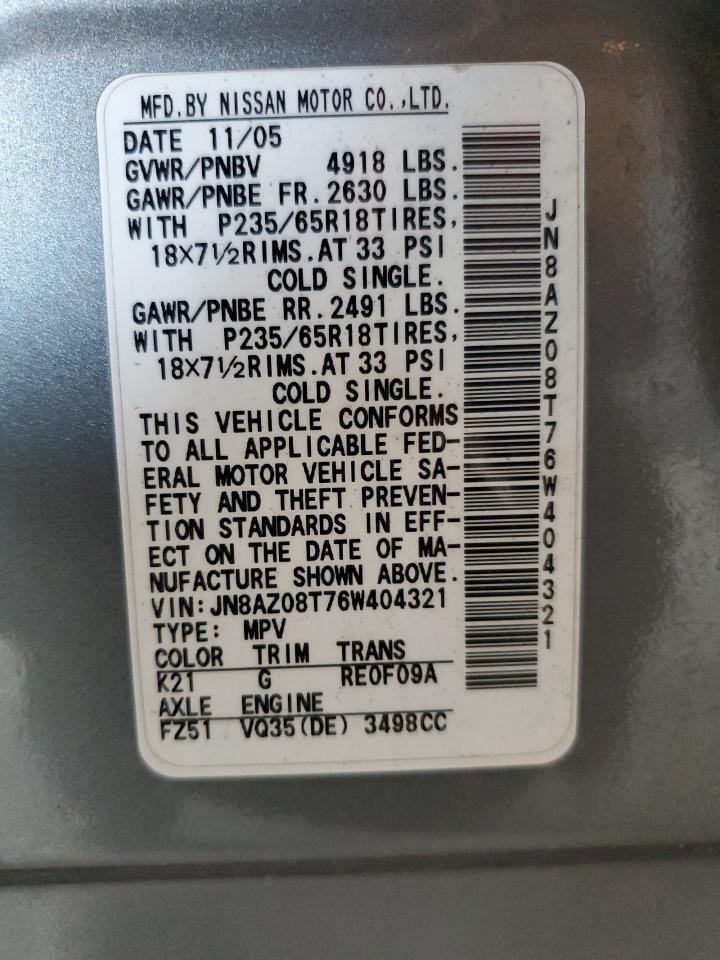 MFD.BY NISSAN MOTOR CO.,LTD.
DATE 11/05
GVWR/PNBV 4918 LBS.
GAWR/PNBE FR.2630 LBS.
WITH P235/65R18TIRES,
18X7½RIMS.AT 33 PSI
COLD SINGLE.
GAWR/PNBE RR.2491 LBS.
WITH P235/65R18TIRES,
18X7½RIMS.AT 33 PSI
COLD SINGLE.
THIS VEHICLE CONFORMS
TO ALL APPLICABLE FED-
ERAL MOTOR VEHICLE SA-
FETY AND THEFT PREVEN-
TION STANDARDS IN EFF-
ECT ON THE DATE OF MA-
NUFACTURE SHOWN ABOVE.
VIN:JN8AZ08T76W404321
TYPE: MPV
COLOR TRIM TRANS
K21 G RE0F09A
AXLE ENGINE
FZ51 VQ35(DE) 3498CC
JN8AZ08T76W404321